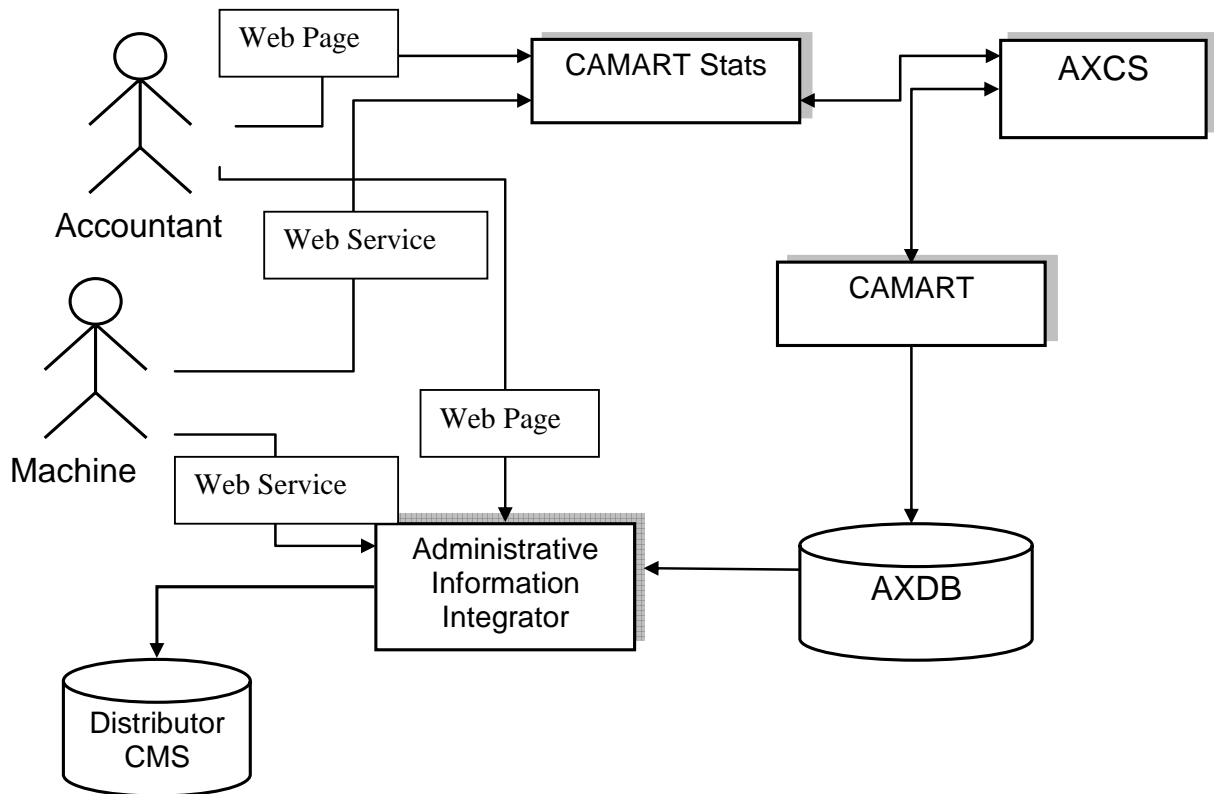 Web Page
CAMART Stats
AXCS
Accountant
Web Service
CAMART
Machine
Web Page
Web Service
Administrative
Information
Integrator
AXDB
Distributor
CMS